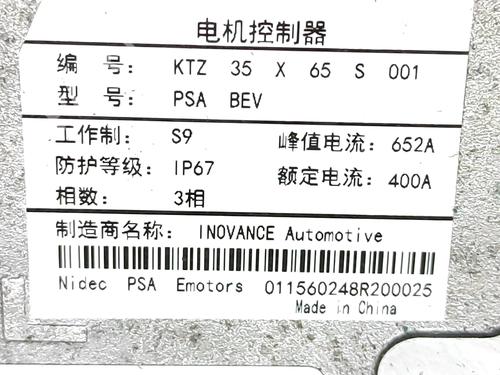 电机控制器
编 号: KTZ 35 X 65 S 001
型 号: PSA BEV
工作制: S9 峰值电流: 652A
防护等级: IP67 额定电流: 400A
相数: 3相
制造商名称: INOVANCE Automotive
Nidec PSA Emotors 011560248R200025
Made in China